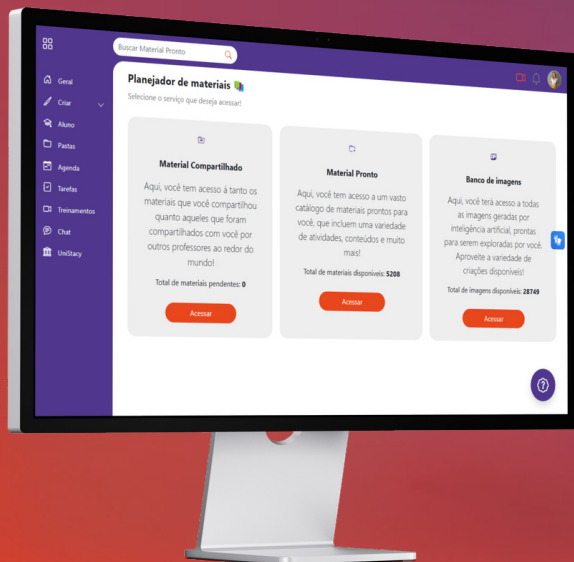 Buscar Material Pronto
Geral
Criar
Aluno
Pastas
Agenda
Tarefas
Treinamentos
Chat
UniStacy
Planejador de materiais
Selecione o serviço que deseja acessar!
Material Compartilhado
Aqui, você tem acesso à tanto os
materiais que você compartilhou
quanto aqueles que foram
compartilhados com você por
outros professores ao redor do
mundo!
Total de materiais pendentes: 0
Acessar
Material Pronto
Aqui, você tem acesso a um vasto
catálogo de materiais prontos para
você, que incluem uma variedade
de atividades, conteúdos e muito
mais!
Total de materiais disponíveis: 5208
Acessar
Banco de imagens
Aqui, você terá acesso a todas
as imagens geradas por
inteligência artificial, prontas
para serem exploradas por você.
Aproveite a variedade de
criações disponíveis!
Total de imagens disponíveis: 28749
Acessar